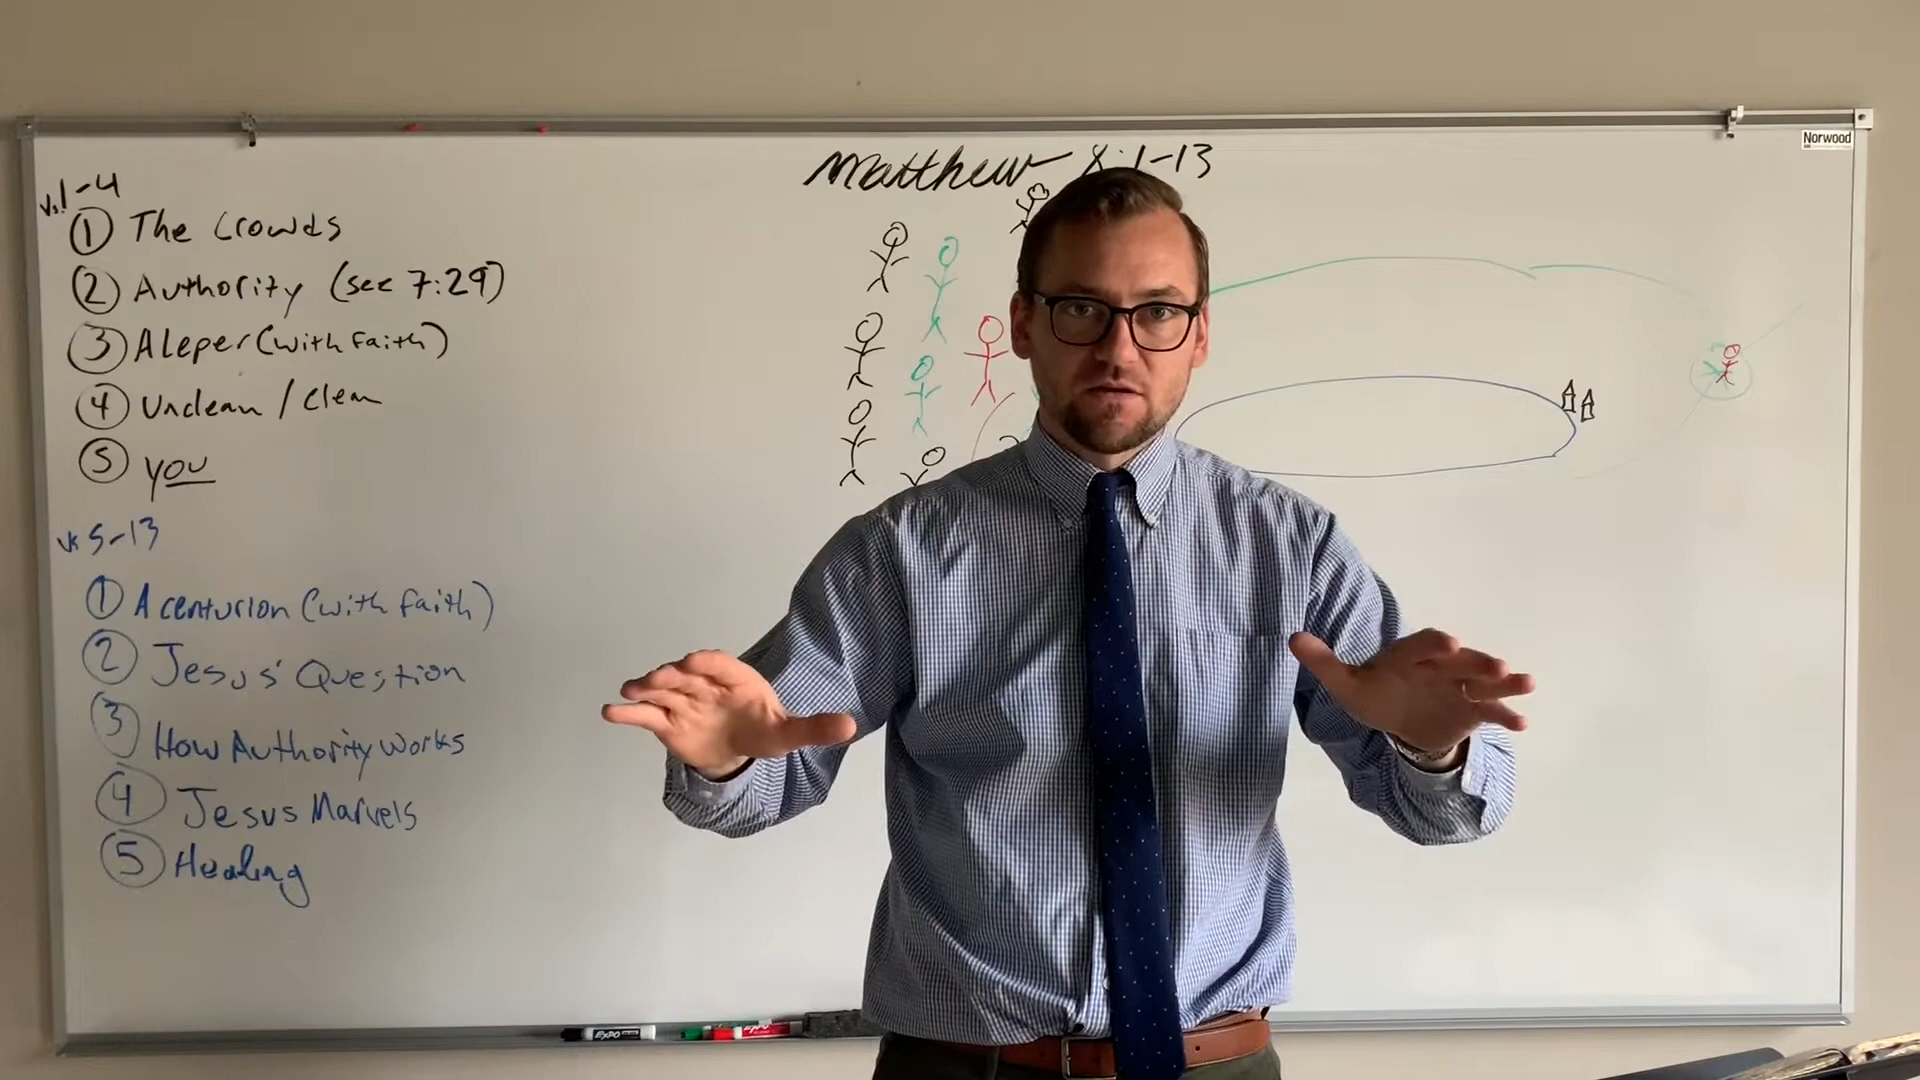 Matthew 8:1-13
Norwood
vs. 1-4
① The Crowds
② Authority (see 7:29)
③ A leper (with faith)
④ Unclean / Clean
⑤ you
vs 5-13
① A centurion (with faith)
② Jesus' Question
③ How Authority Works
④ Jesus Marvels
⑤ Healing
EXPO
EXPO